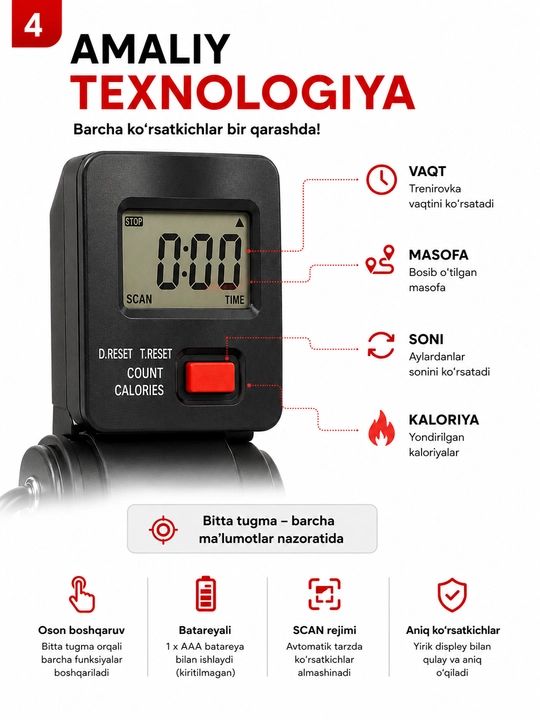 4
AMALIY
TEXNOLOGIYA
Barcha ko‘rsatkichlar bir qarashda!
STOP
0:00
SCAN
TIME
D.RESET T.RESET
COUNT
CALORIES
VAQT
Trenirovka
vaqtini ko‘rsatadi
MASOFA
Bosib o‘tilgan
masofa
SONI
Aylardanlar
sonini ko‘rsatadi
KALORIYA
Yondirilgan
kaloriyalar
Bitta tugma – barcha
ma’lumotlar nazoratida
Oson boshqaruv
Bitta tugma orqali
barcha funksiyalar
boshqariladi
Batareyali
1 x AAA batareya
bilan ishlaydi
(kiritilmagan)
SCAN rejimi
Avtomatik tarzda
ko‘rsatkichlar
almashinadi
Aniq ko‘rsatkichlar
Yirik displey bilan
qulay va aniq
o‘qiladi